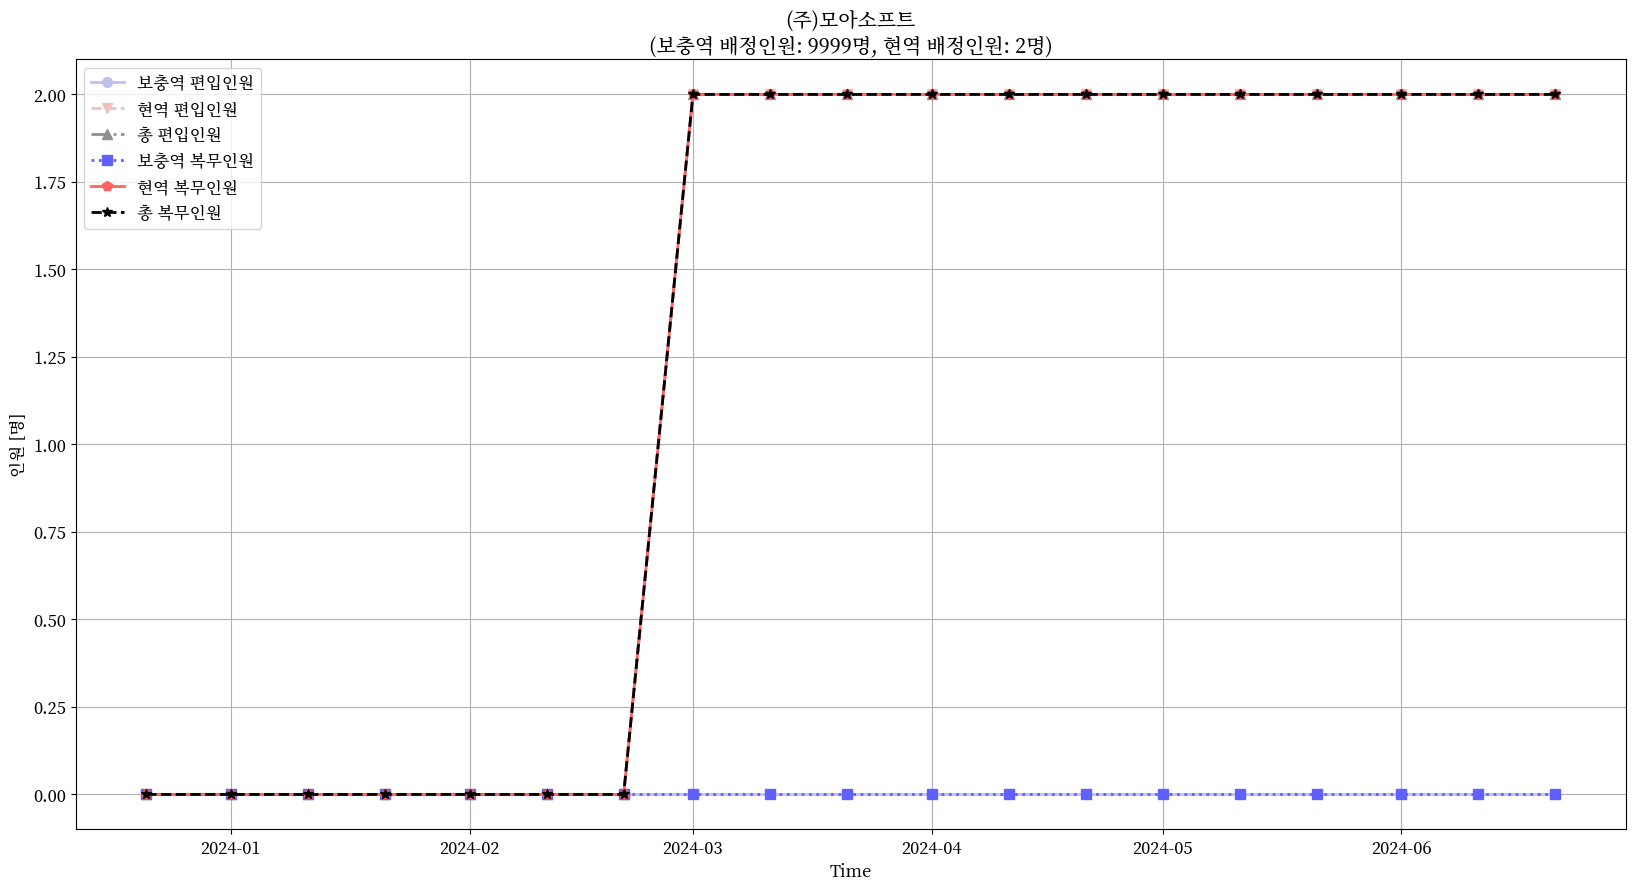 (주)모아소프트
(보충역 배정인원: 9999명, 현역 배정인원: 2명)
보충역 편입인원
현역 편입인원
총 편입인원
보충역 복무인원
현역 복무인원
총 복무인원
2.00
1.75
1.50
1.25
1.00
0.75
0.50
0.25
0.00
인원 [명]
2024-01
2024-02
2024-03
2024-04
2024-05
2024-06
Time